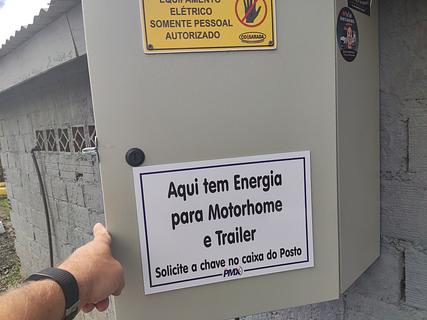 EQUIPAMENTO
ELÉTRICO
SOMENTE PESSOAL
AUTORIZADO
Aqui tem Energia
para Motorhome
e Trailer
Solicite a chave no caixa do Posto
PMX